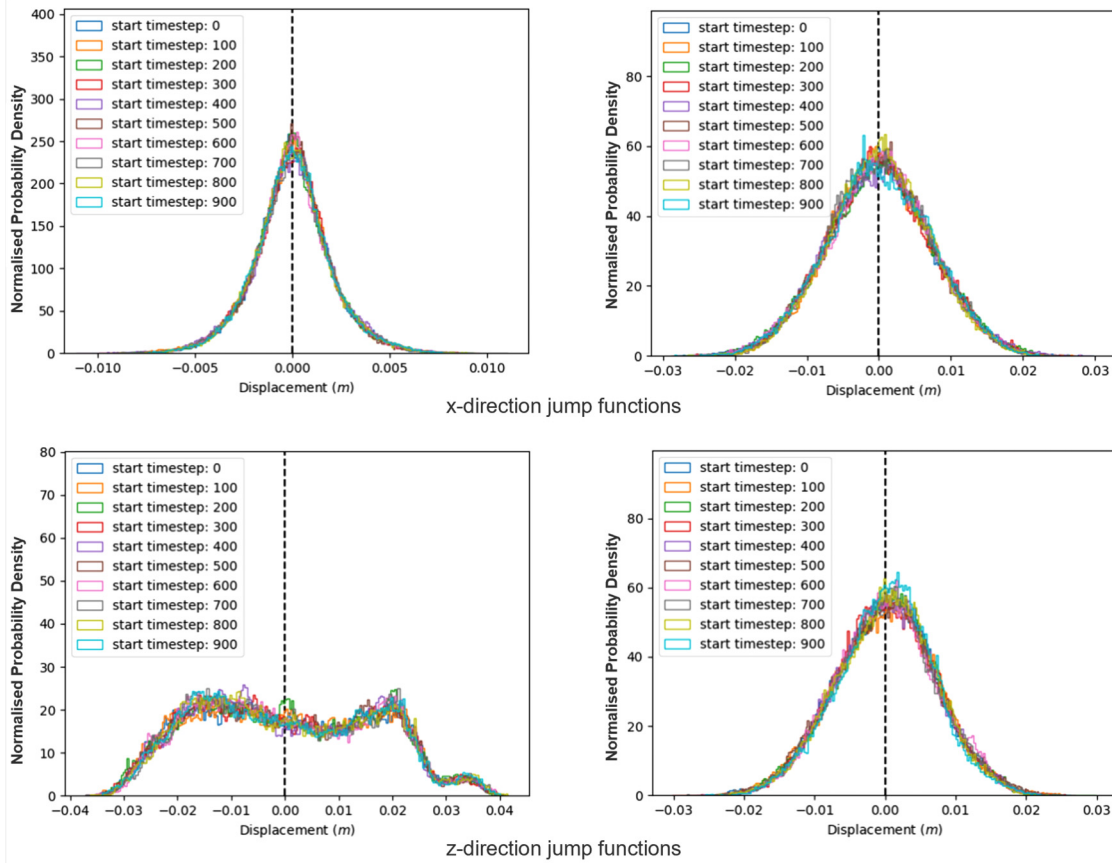 400
350
300
250
200
150
100
50
0
Normalised Probability Density
start timestep: 0
start timestep: 100
start timestep: 200
start timestep: 300
start timestep: 400
start timestep: 500
start timestep: 600
start timestep: 700
start timestep: 800
start timestep: 900
−0.010 −0.005 0.000 0.005 0.010
Displacement (m)
80
60
40
20
0
Normalised Probability Density
start timestep: 0
start timestep: 100
start timestep: 200
start timestep: 300
start timestep: 400
start timestep: 500
start timestep: 600
start timestep: 700
start timestep: 800
start timestep: 900
−0.03 −0.02 −0.01 0.00 0.01 0.02 0.03
Displacement (m)
x-direction jump functions
80
70
60
50
40
30
20
10
0
Normalised Probability Density
start timestep: 0
start timestep: 100
start timestep: 200
start timestep: 300
start timestep: 400
start timestep: 500
start timestep: 600
start timestep: 700
start timestep: 800
start timestep: 900
−0.04 −0.03 −0.02 −0.01 0.00 0.01 0.02 0.03 0.04
Displacement (m)
80
60
40
20
0
Normalised Probability Density
start timestep: 0
start timestep: 100
start timestep: 200
start timestep: 300
start timestep: 400
start timestep: 500
start timestep: 600
start timestep: 700
start timestep: 800
start timestep: 900
−0.03 −0.02 −0.01 0.00 0.01 0.02 0.03
Displacement (m)
z-direction jump functions